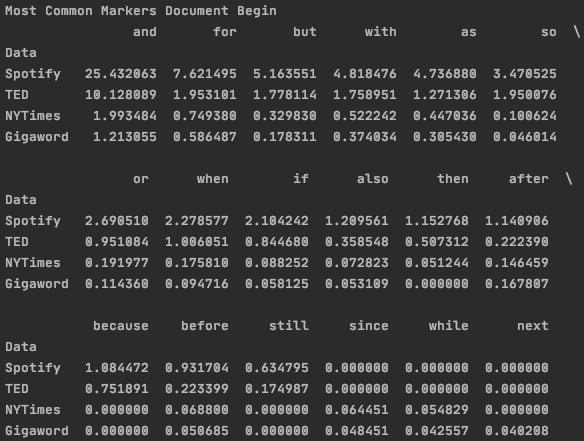 Most Common Markers Document Begin
and for but with as so \
Data
Spotify 25.432063 7.621495 5.163551 4.818476 4.736880 3.470525
TED 10.128089 1.953101 1.778114 1.758951 1.271306 1.950076
NYTimes 1.993484 0.749380 0.329830 0.522242 0.447036 0.100624
Gigaword 1.213055 0.586487 0.178311 0.374034 0.305430 0.046014
or when if also then after \
Data
Spotify 2.690510 2.278577 2.104242 1.209561 1.152768 1.140906
TED 0.951084 1.006051 0.844680 0.358548 0.507312 0.222390
NYTimes 0.191977 0.175810 0.088252 0.072823 0.051244 0.146459
Gigaword 0.114360 0.094716 0.058125 0.053109 0.000000 0.167807
because before still since while next
Data
Spotify 1.084472 0.931704 0.634795 0.000000 0.000000 0.000000
TED 0.751891 0.223399 0.174987 0.000000 0.000000 0.000000
NYTimes 0.000000 0.068800 0.000000 0.064451 0.054829 0.000000
Gigaword 0.000000 0.050685 0.000000 0.048451 0.042557 0.040208